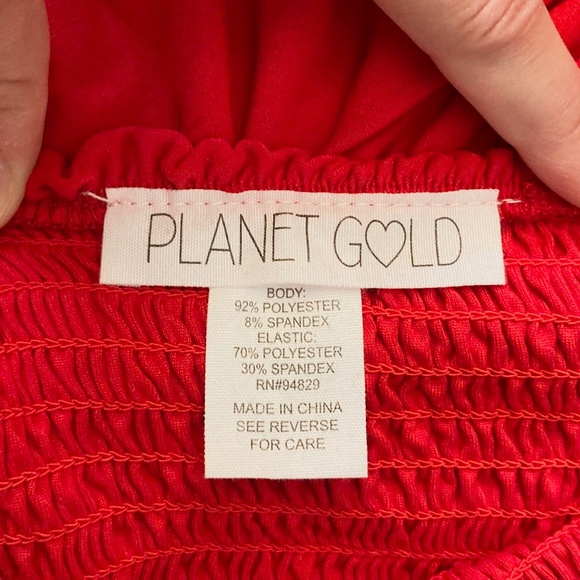 PLANET GOLD
BODY:
92% POLYESTER
8% SPANDEX
ELASTIC:
70% POLYESTER
30% SPANDEX
RN#94829
MADE IN CHINA
SEE REVERSE
FOR CARE